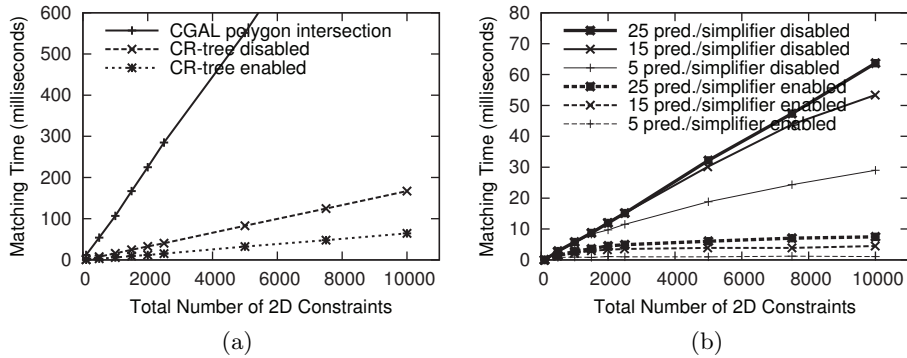 Matching Time (milliseconds)
600
500
400
300
200
100
0
CGAL polygon intersection
CR-tree disabled
CR-tree enabled
0 2000 4000 6000 8000 10000
Total Number of 2D Constraints
(a)
Matching Time (milliseconds)
80
70
60
50
40
30
20
10
0
25 pred./simplifier disabled
15 pred./simplifier disabled
5 pred./simplifier disabled
25 pred./simplifier enabled
15 pred./simplifier enabled
5 pred./simplifier enabled
0 2000 4000 6000 8000 10000
Total Number of 2D Constraints
(b)